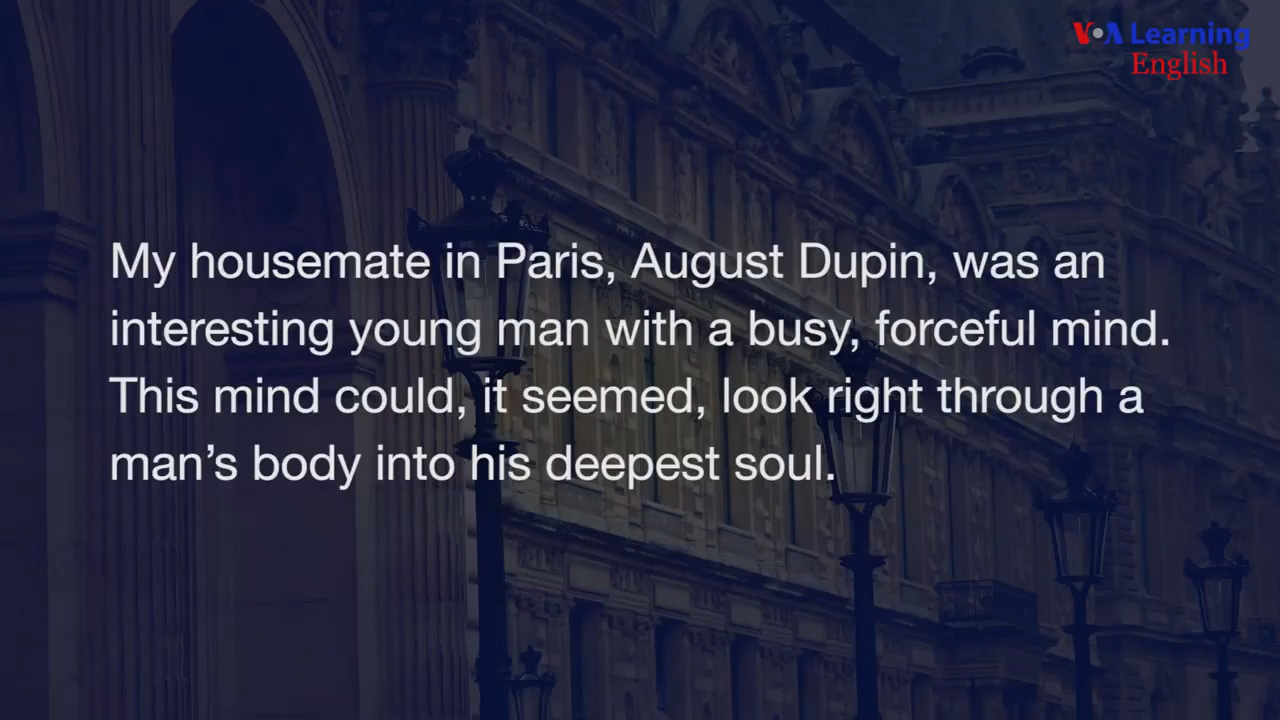 VOA Learning
English
My housemate in Paris, August Dupin, was an
interesting young man with a busy, forceful mind.
This mind could, it seemed, look right through a
man’s body into his deepest soul.